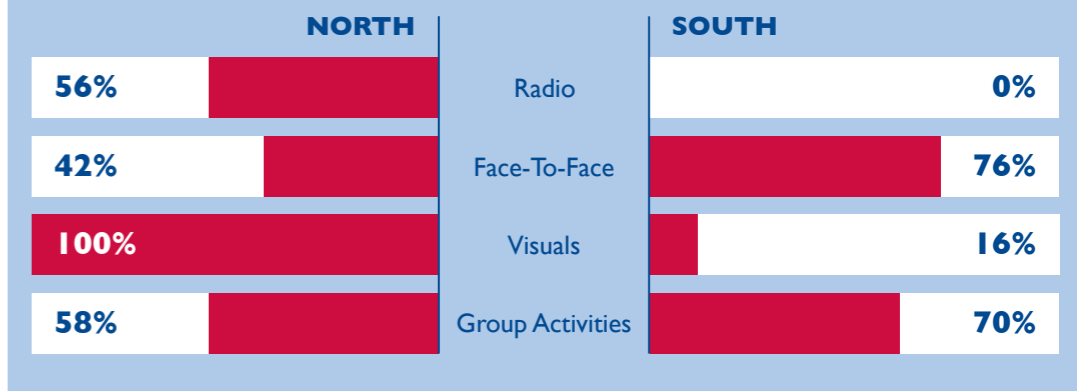 NORTH SOUTH
56% Radio 0%
42% Face-To-Face 76%
100% Visuals 16%
58% Group Activities 70%